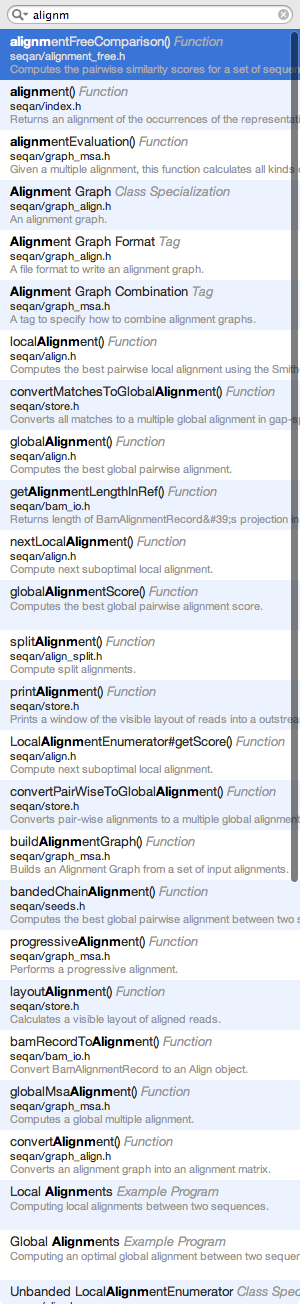 alignm
alignmentFreeComparison() Function
seqan/alignment_free.h
Computes the pairwise similarity scores for a set of sequenc
alignment() Function
seqan/index.h
Returns an alignment of the occurrences of the representati
alignmentEvaluation() Function
seqan/graph_msa.h
Given a multiple alignment, this function calculates all kinds o
Alignment Graph Class Specialization
seqan/graph_align.h
An alignment graph.
Alignment Graph Format Tag
seqan/graph_align.h
A file format to write an alignment graph.
Alignment Graph Combination Tag
seqan/graph_msa.h
A tag to specify how to combine alignment graphs.
localAlignment() Function
seqan/align.h
Computes the best pairwise local alignment using the Smith
convertMatchesToGlobalAlignment() Function
seqan/store.h
Converts all matches to a multiple global alignment in gap-sp
globalAlignment() Function
seqan/align.h
Computes the best global pairwise alignment.
getAlignmentLengthInRef() Function
seqan/bam_io.h
Returns length of BamAlignmentRecord&#39;s projection in
nextLocalAlignment() Function
seqan/align.h
Compute next suboptimal local alignment.
globalAlignmentScore() Function
Computes the best global pairwise alignment score.
splitAlignment() Function
seqan/align_split.h
Compute split alignments.
printAlignment() Function
seqan/store.h
Prints a window of the visible layout of reads into a outstrea
LocalAlignmentEnumerator#getScore() Function
seqan/align.h
Compute next suboptimal local alignment.
convertPairWiseToGlobalAlignment() Function
seqan/store.h
Converts pair-wise alignments to a multiple global alignment
buildAlignmentGraph() Function
seqan/graph_msa.h
Builds an Alignment Graph from a set of input alignments.
bandedChainAlignment() Function
seqan/seeds.h
Computes the best global pairwise alignment between two s
progressiveAlignment() Function
seqan/graph_msa.h
Performs a progressive alignment.
layoutAlignment() Function
seqan/store.h
Calculates a visible layout of aligned reads.
bamRecordToAlignment() Function
seqan/bam_io.h
Convert BamAlignmentRecord to an Align object.
globalMsaAlignment() Function
seqan/graph_msa.h
Computes a global multiple alignment.
convertAlignment() Function
seqan/graph_align.h
Converts an alignment graph into an alignment matrix.
Local Alignments Example Program
Computing local alignments between two sequences.
Global Alignments Example Program
Computing an optimal global alignment between two sequen
Unbanded LocalAlignmentEnumerator Class Spec